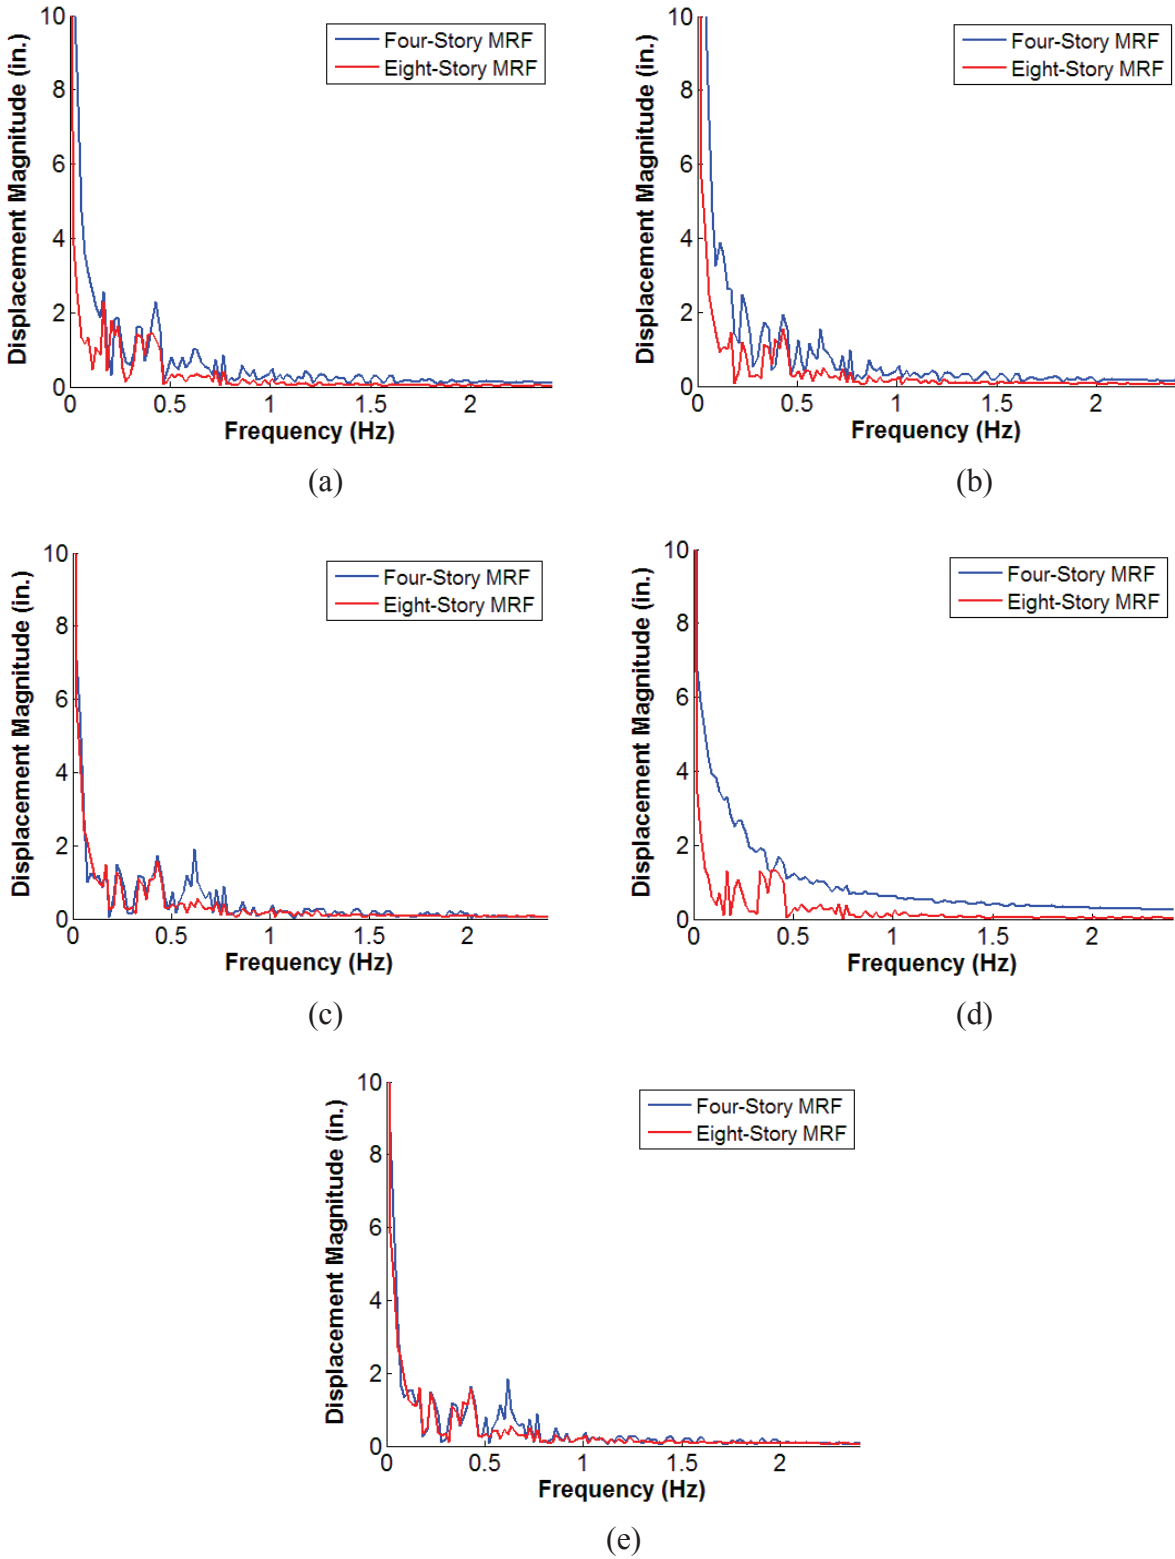 10
8
6
4
2
0
Displacement Magnitude (in.)
Four-Story MRF
Eight-Story MRF
0 0.5 1 1.5 2
Frequency (Hz)
(a)
10
8
6
4
2
0
Displacement Magnitude (in.)
Four-Story MRF
Eight-Story MRF
0 0.5 1 1.5 2
Frequency (Hz)
(b)
10
8
6
4
2
0
Displacement Magnitude (in.)
Four-Story MRF
Eight-Story MRF
0 0.5 1 1.5 2
Frequency (Hz)
(c)
10
8
6
4
2
0
Displacement Magnitude (in.)
Four-Story MRF
Eight-Story MRF
0 0.5 1 1.5 2
Frequency (Hz)
(d)
10
8
6
4
2
0
Displacement Magnitude (in.)
Four-Story MRF
Eight-Story MRF
0 0.5 1 1.5 2
Frequency (Hz)
(e)